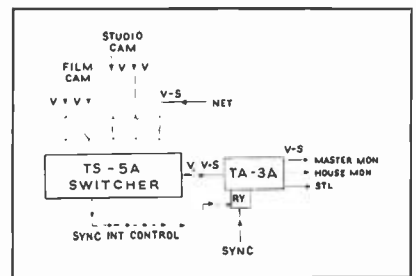 STUDIO
CAM
FILM
CAM
V V
V V
V-S
NET
TS-5A
SWITCHER
V V-S
TA-3A
RY
V-S
MASTER MON
HOUSE MON
STL
SYNC INT CONTROL
SYNC